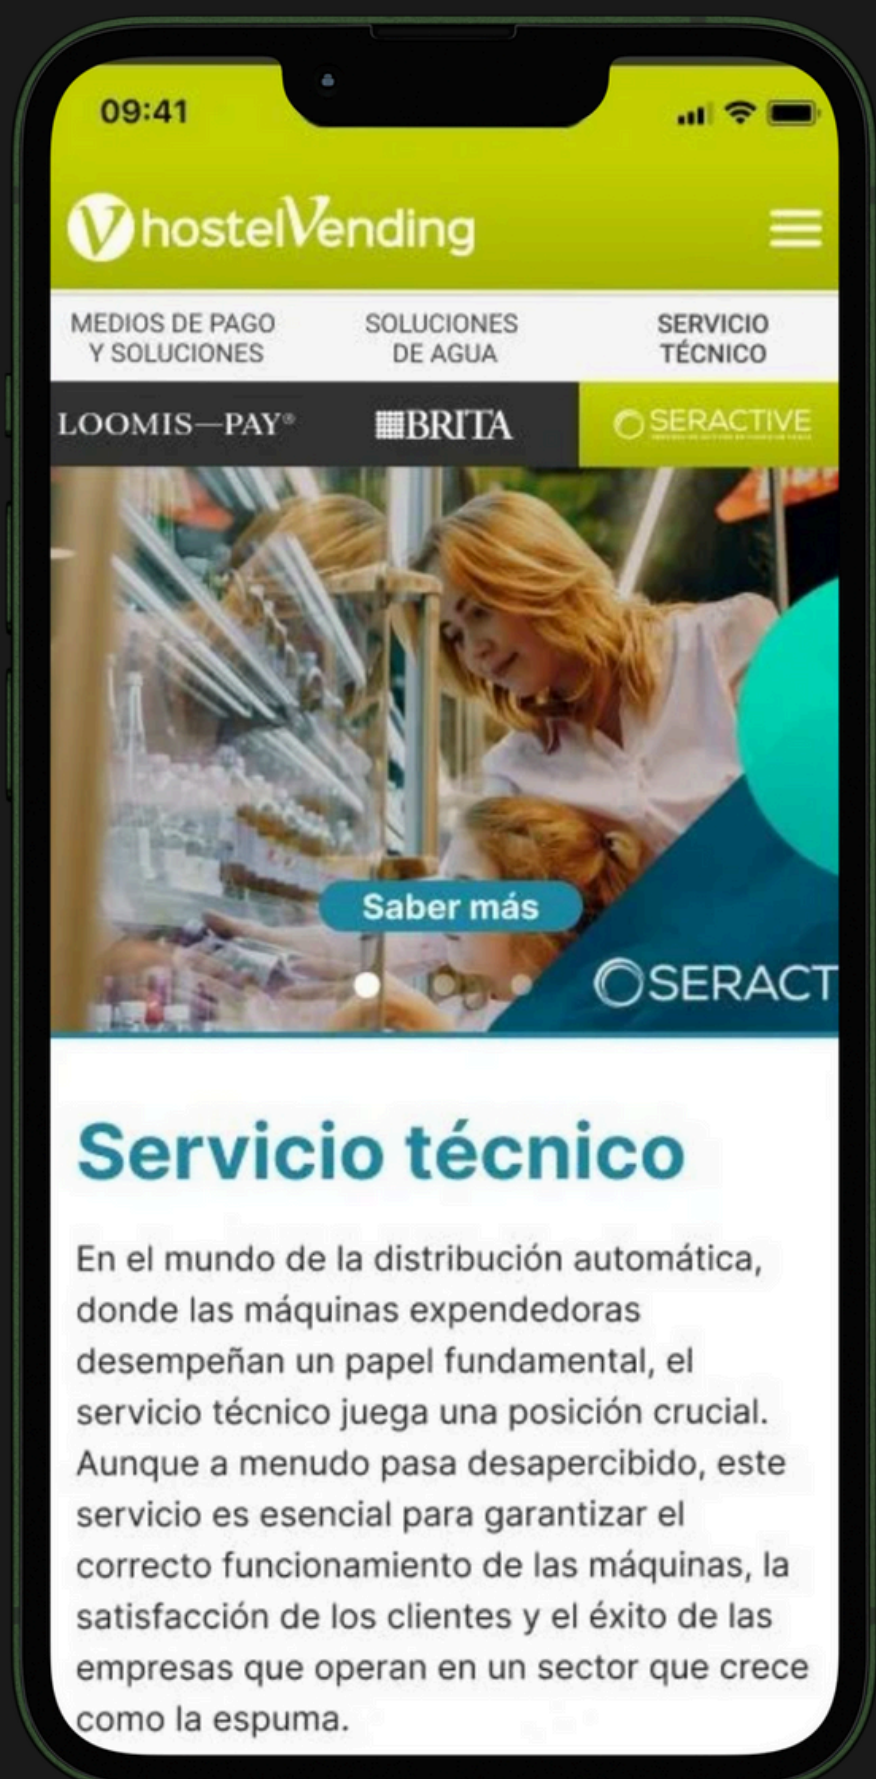 09:41
hostelVending
MEDIOS DE PAGO
Y SOLUCIONES
SOLUCIONES
DE AGUA
SERVICIO
TÉCNICO
LOOMIS—PAY®
BRITA
SERACTIVE
Saber más
SERACT
Servicio técnico
En el mundo de la distribución automática,
donde las máquinas expendedoras
desempeñan un papel fundamental, el
servicio técnico juega una posición crucial.
Aunque a menudo pasa desapercibido, este
servicio es esencial para garantizar el
correcto funcionamiento de las máquinas, la
satisfacción de los clientes y el éxito de las
empresas que operan en un sector que crece
como la espuma.